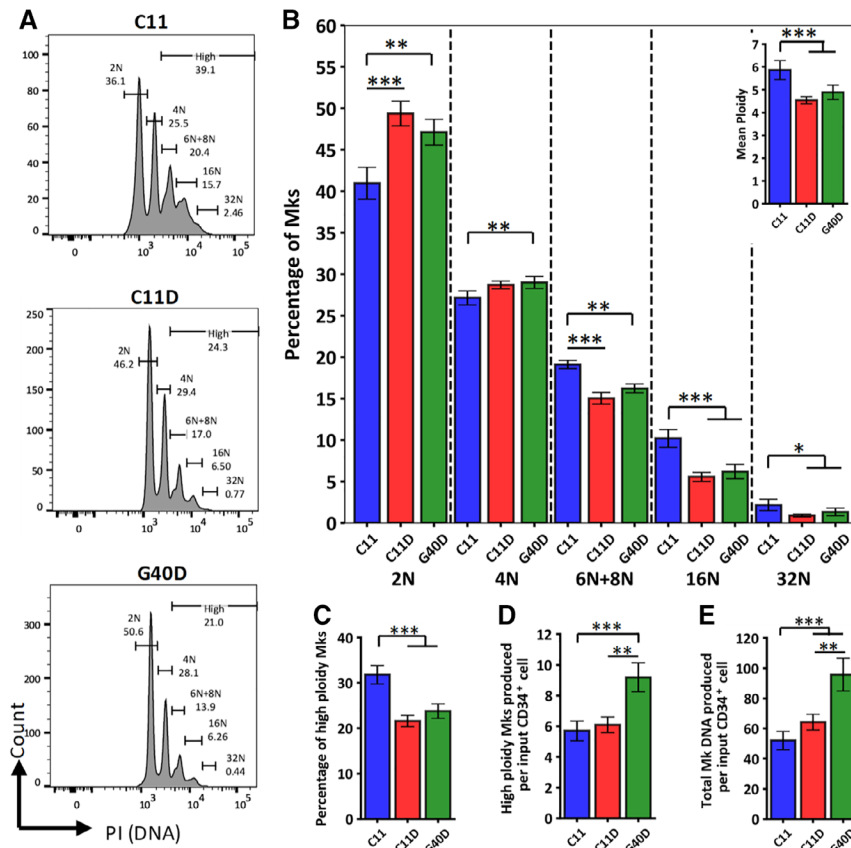 A
C11
100
80
60
40
20
0
High
39.1
2N
36.1
4N
25.5
6N+8N
20.4
16N
15.7
32N
2.46
0 10³ 10⁴ 10⁵
C11D
250
200
150
100
50
0
High
24.3
2N
46.2
4N
29.4
6N+8N
17.0
16N
6.50
32N
0.77
0 10³ 10⁴ 10⁵
G40D
300
200
100
0
High
21.0
2N
50.6
4N
28.1
6N+8N
13.9
16N
6.26
32N
0.44
0 10³ 10⁴ 10⁵
Count
PI (DNA)
B
Percentage of Mks
60
55
50
45
40
35
30
25
20
15
10
5
0
**
***
**
**
***
***
*
C11 C11D G40D C11 C11D G40D C11 C11D G40D C11 C11D G40D C11 C11D G40D
2N 4N 6N+8N 16N 32N
Mean Ploidy
7
6
5
4
3
2
1
0
***
C11 C11D G40D
C
Percentage of high ploidy Mks
40
30
20
10
0
***
C11 C11D G40D
D
High ploidy Mks produced
per input CD34⁺ cell
12
10
8
6
4
2
0
***
**
C11 C11D G40D
E
Total Mk DNA produced
per input CD34⁺ cell
120
100
80
60
40
20
0
***
**
C11 C11D G40D